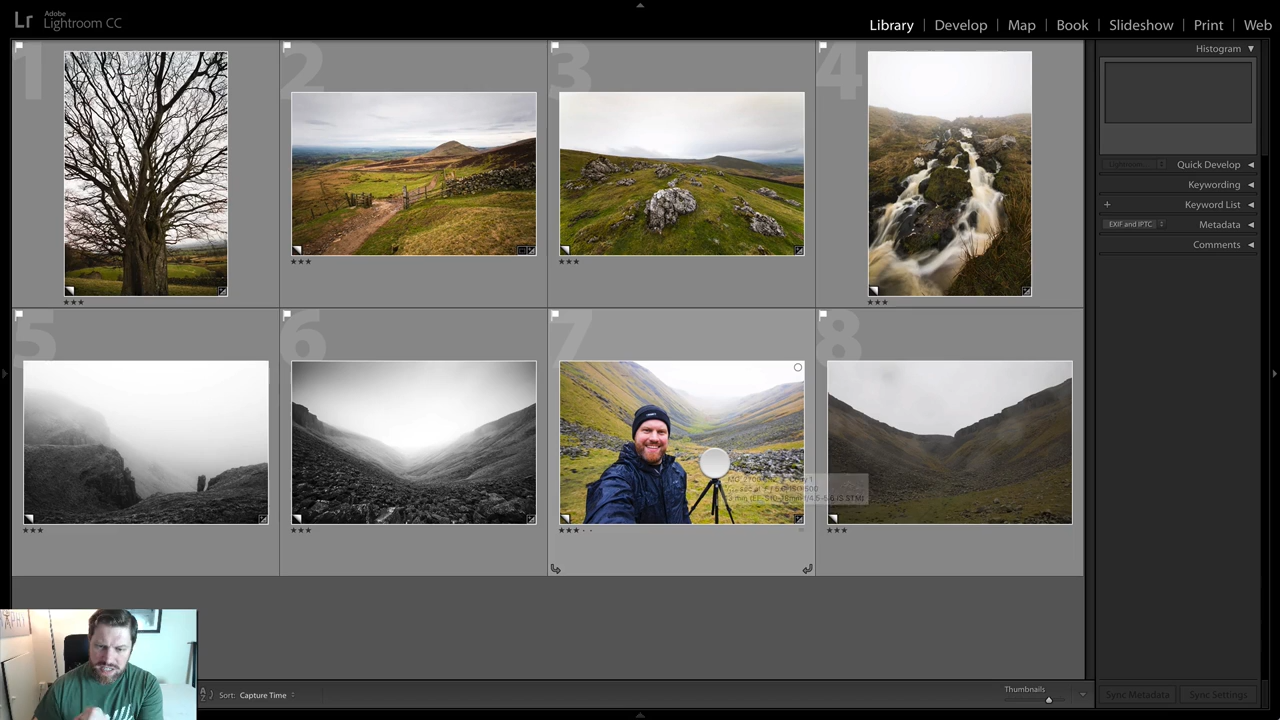 Lr Adobe
Lightroom CC
Library | Develop | Map | Book | Slideshow | Print | Web
Histogram
Quick Develop
Keywording
Keyword List
EXIF and IPTC Metadata
Comments
1 2 3 4
★★★ ★★★ ★★★ ★★★
5 6 7 8
★★★ ★★★ ★★★ ★★★
Sort: Capture Time
Thumbnails
Sync Metadata Sync Settings